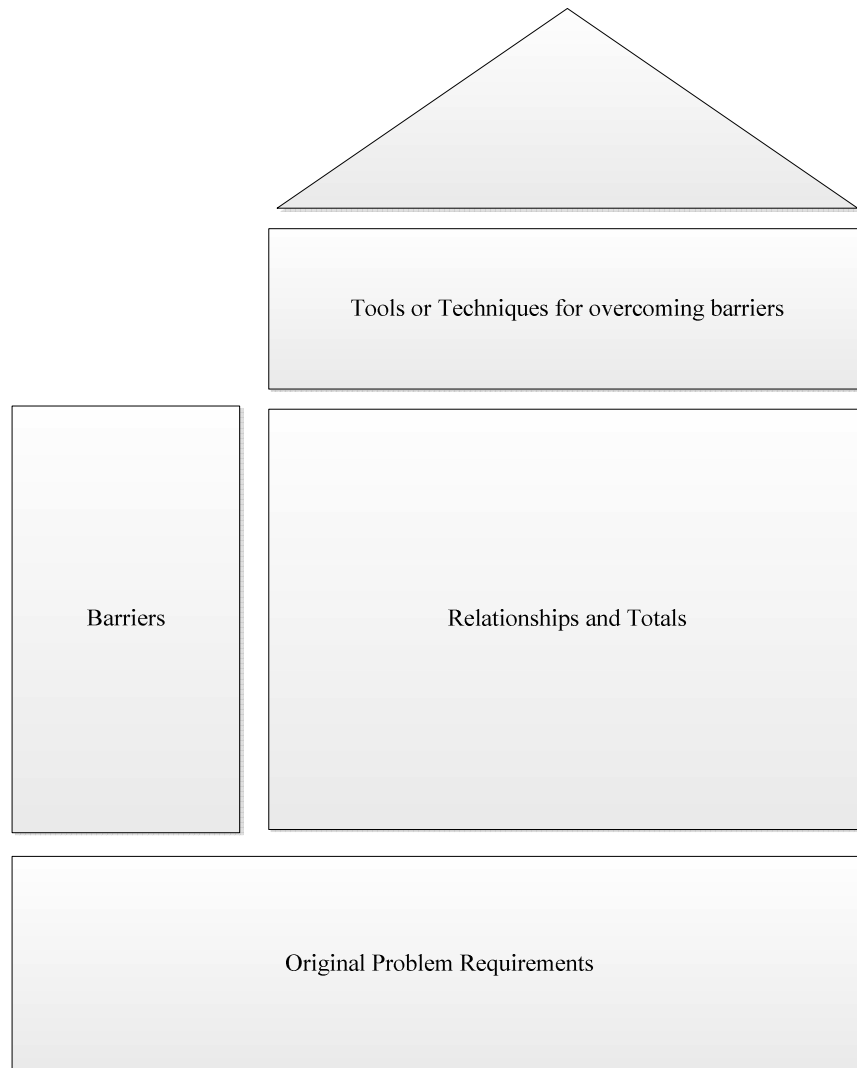 Tools or Techniques for overcoming barriers
Barriers
Relationships and Totals
Original Problem Requirements